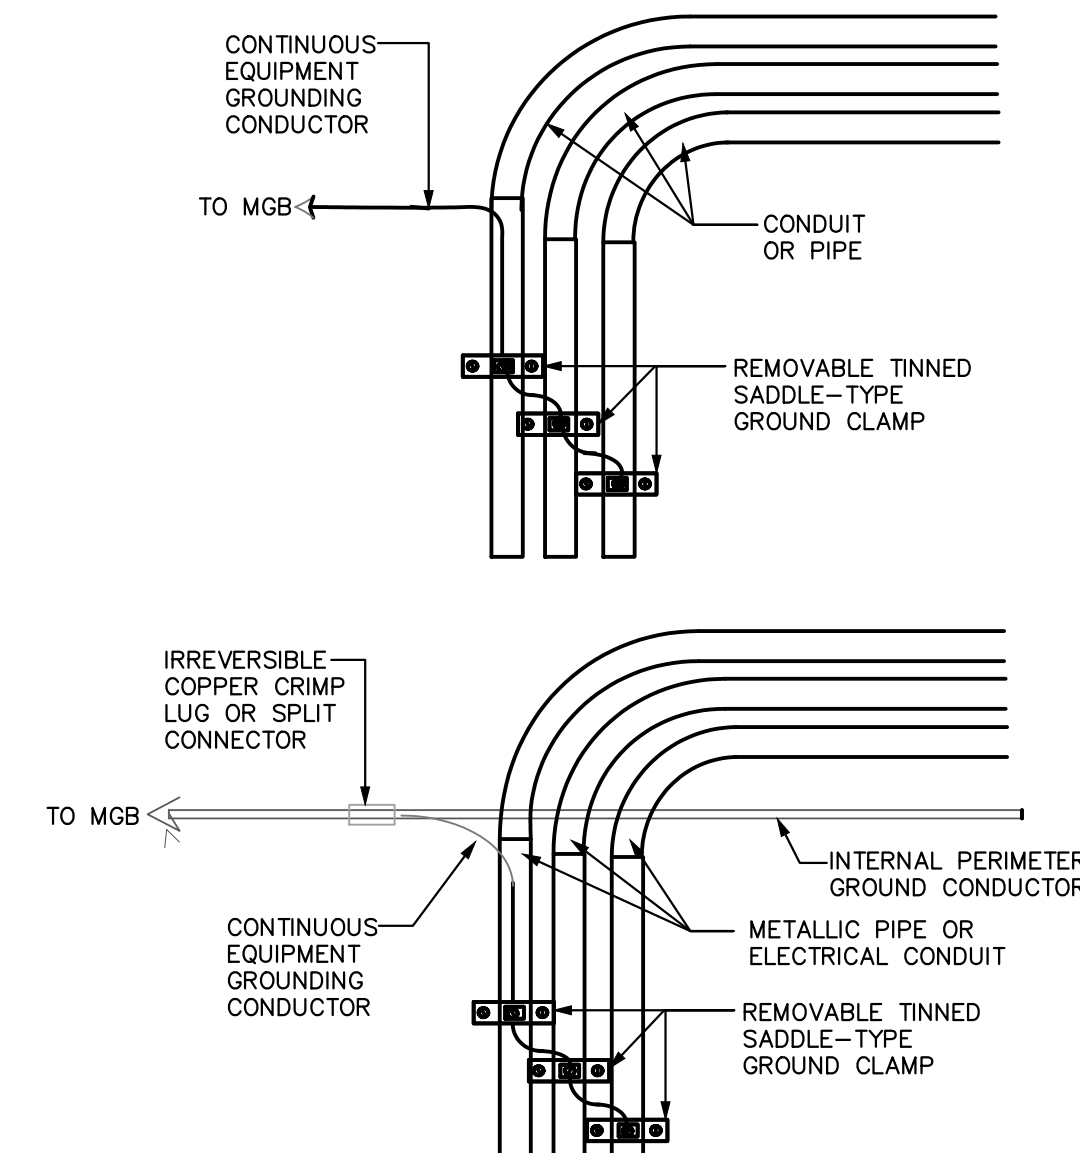 CONTINUOUS
EQUIPMENT
GROUNDING
CONDUCTOR
TO MGB
CONDUIT
OR PIPE
REMOVABLE TINNED
SADDLE-TYPE
GROUND CLAMP
IRREVERSIBLE
COPPER CRIMP
LUG OR SPLIT
CONNECTOR
TO MGB
INTERNAL PERIMETER
GROUND CONDUCTOR
CONTINUOUS
EQUIPMENT
GROUNDING
CONDUCTOR
METALLIC PIPE OR
ELECTRICAL CONDUIT
REMOVABLE TINNED
SADDLE-TYPE
GROUND CLAMP